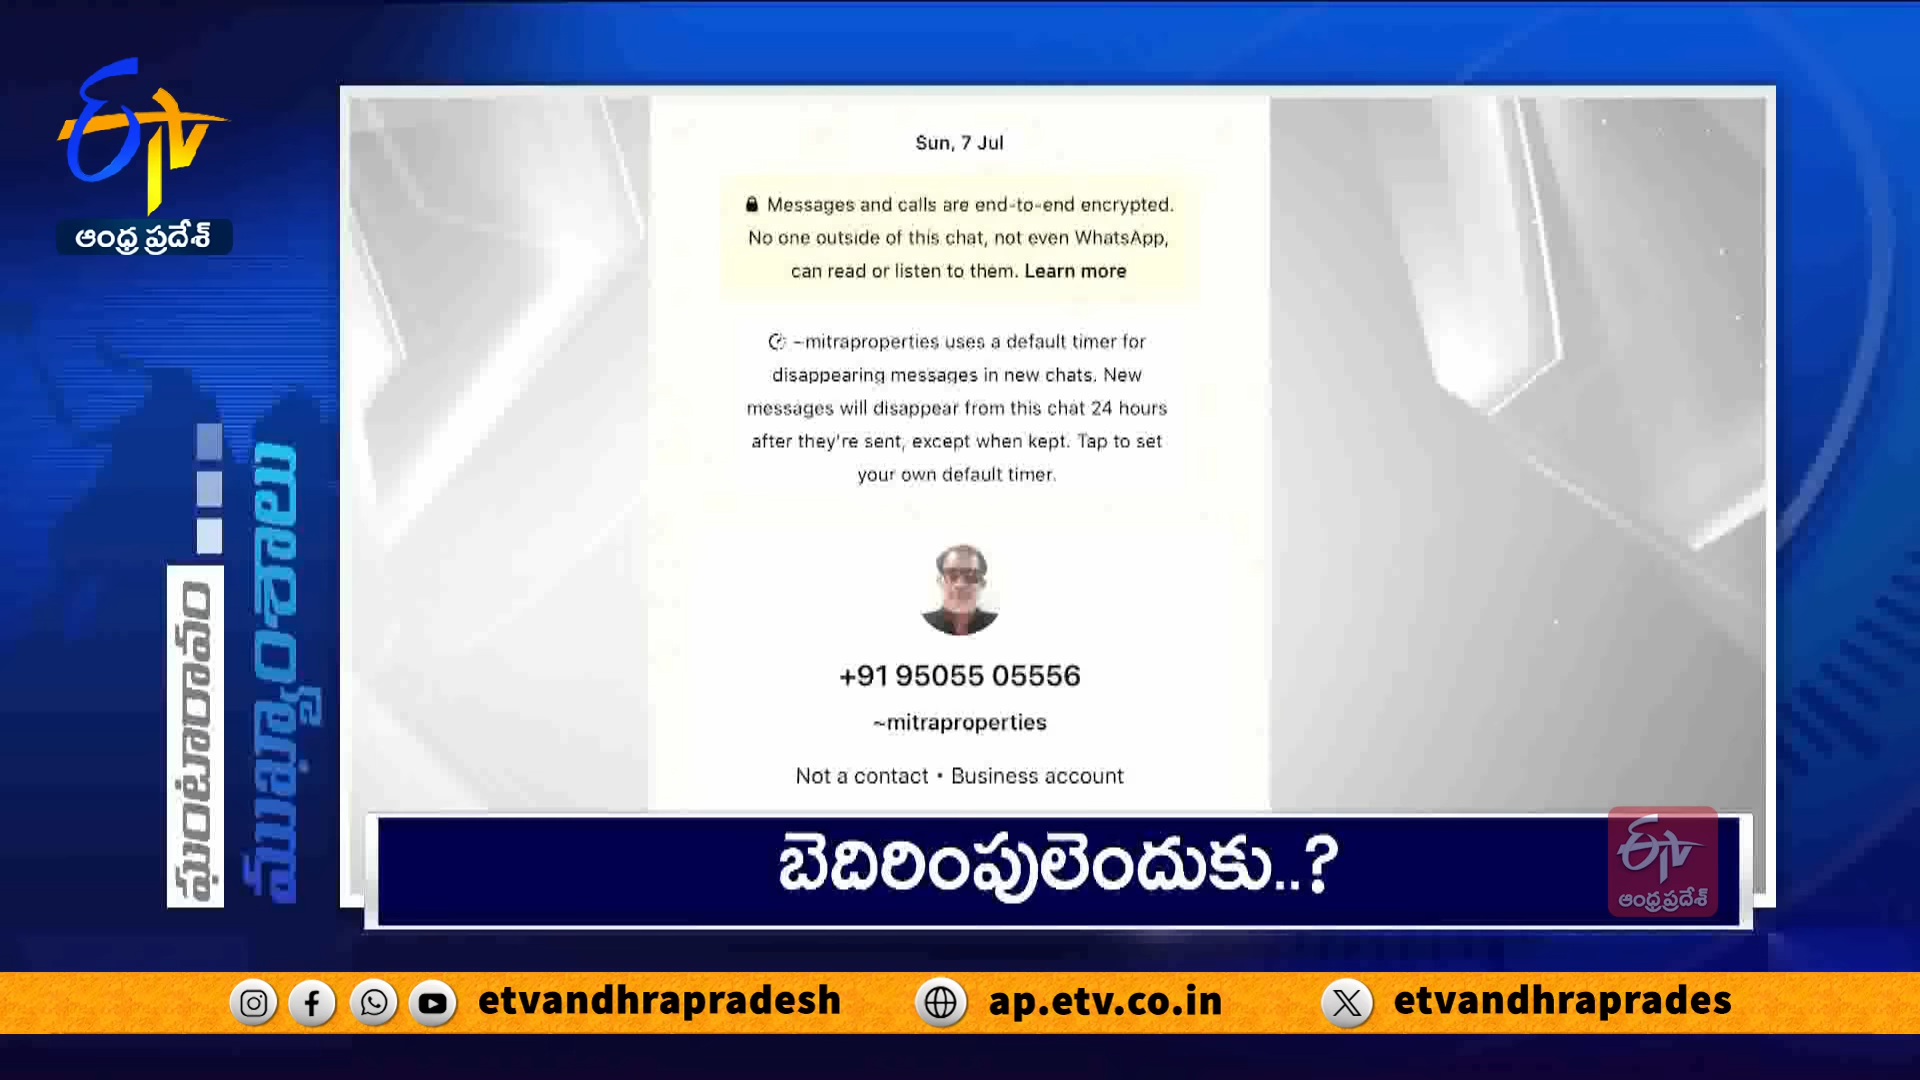 ఈtv
ఆంధ్ర ప్రదేశ్
ఘంటారావం
ముఖ్యాంశాలు
Sun, 7 Jul
Messages and calls are end-to-end encrypted.
No one outside of this chat, not even WhatsApp,
can read or listen to them. Learn more
~mitraproperties uses a default timer for
disappearing messages in new chats. New
messages will disappear from this chat 24 hours
after they're sent, except when kept. Tap to set
your own default timer.
+91 95055 05556
~mitraproperties
Not a contact • Business account
బెదిరింపులెందుకు..?
ఈtv
ఆంధ్రప్రదేశ్
etvandhrapradesh
ap.etv.co.in
etvandhraprades